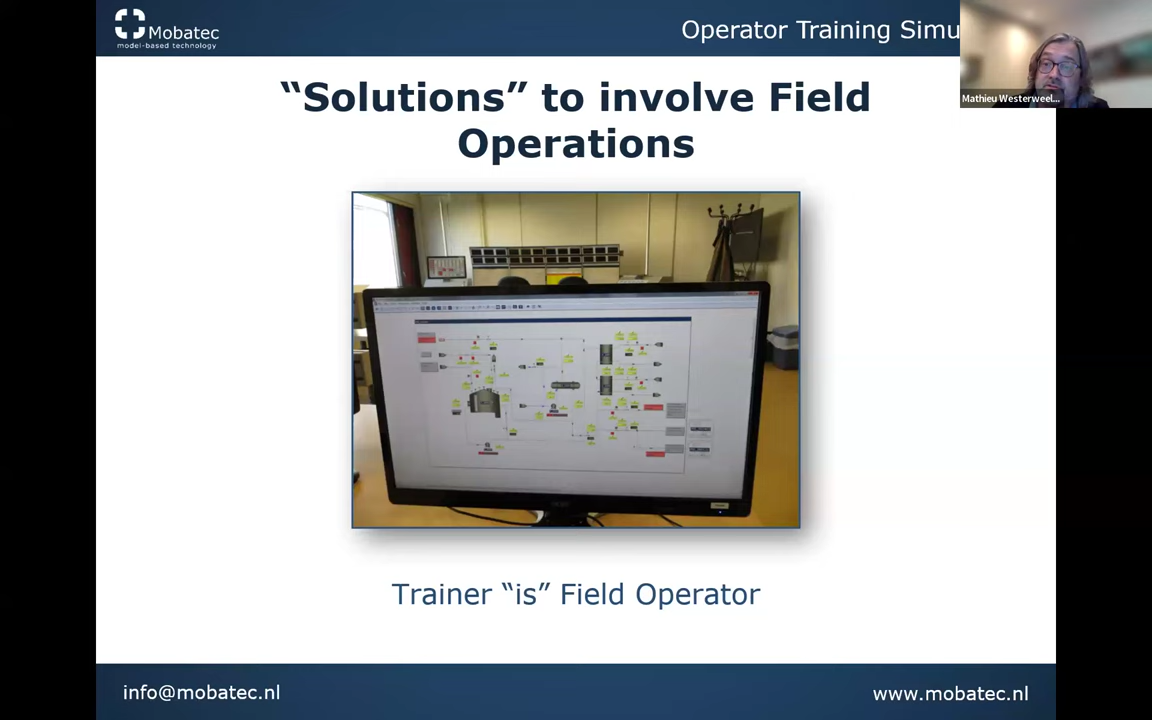 Mobatec
model-based technology
Operator Training Simu
Mathieu Westerweel...
“Solutions” to involve Field
Operations
Trainer “is” Field Operator
info@mobatec.nl
www.mobatec.nl